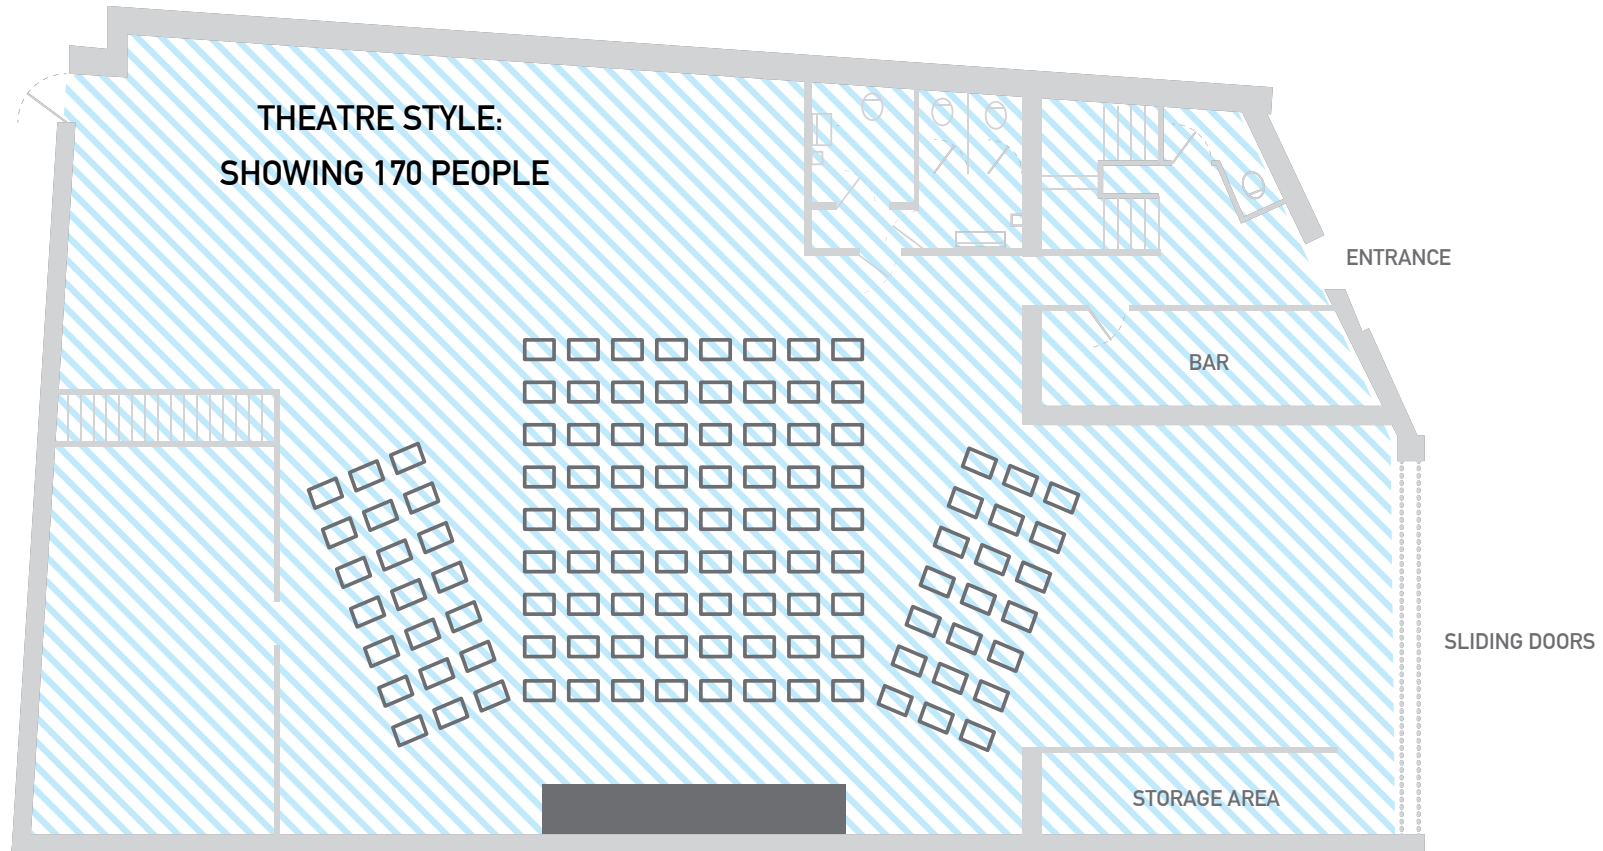 THEATRE STYLE:
SHOWING 170 PEOPLE
ENTRANCE
BAR
SLIDING DOORS
STORAGE AREA